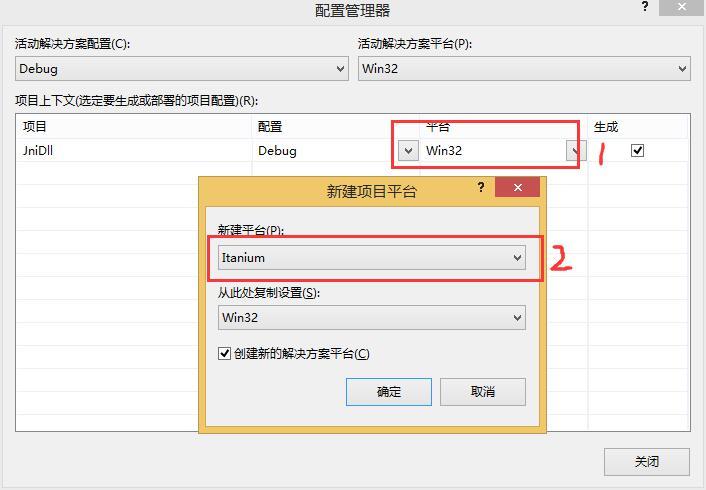 配置管理器
?
活动解决方案配置(C):
活动解决方案平台(P):
Debug
Win32
项目上下文(选定要生成或部署的项目配置)(R):
项目
配置
平台
生成
JniDll
Debug
Win32
1
新建项目平台
?
新建平台(P):
Itanium
2
从此处复制设置(S):
Win32
创建新的解决方案平台(C)
确定
取消
关闭